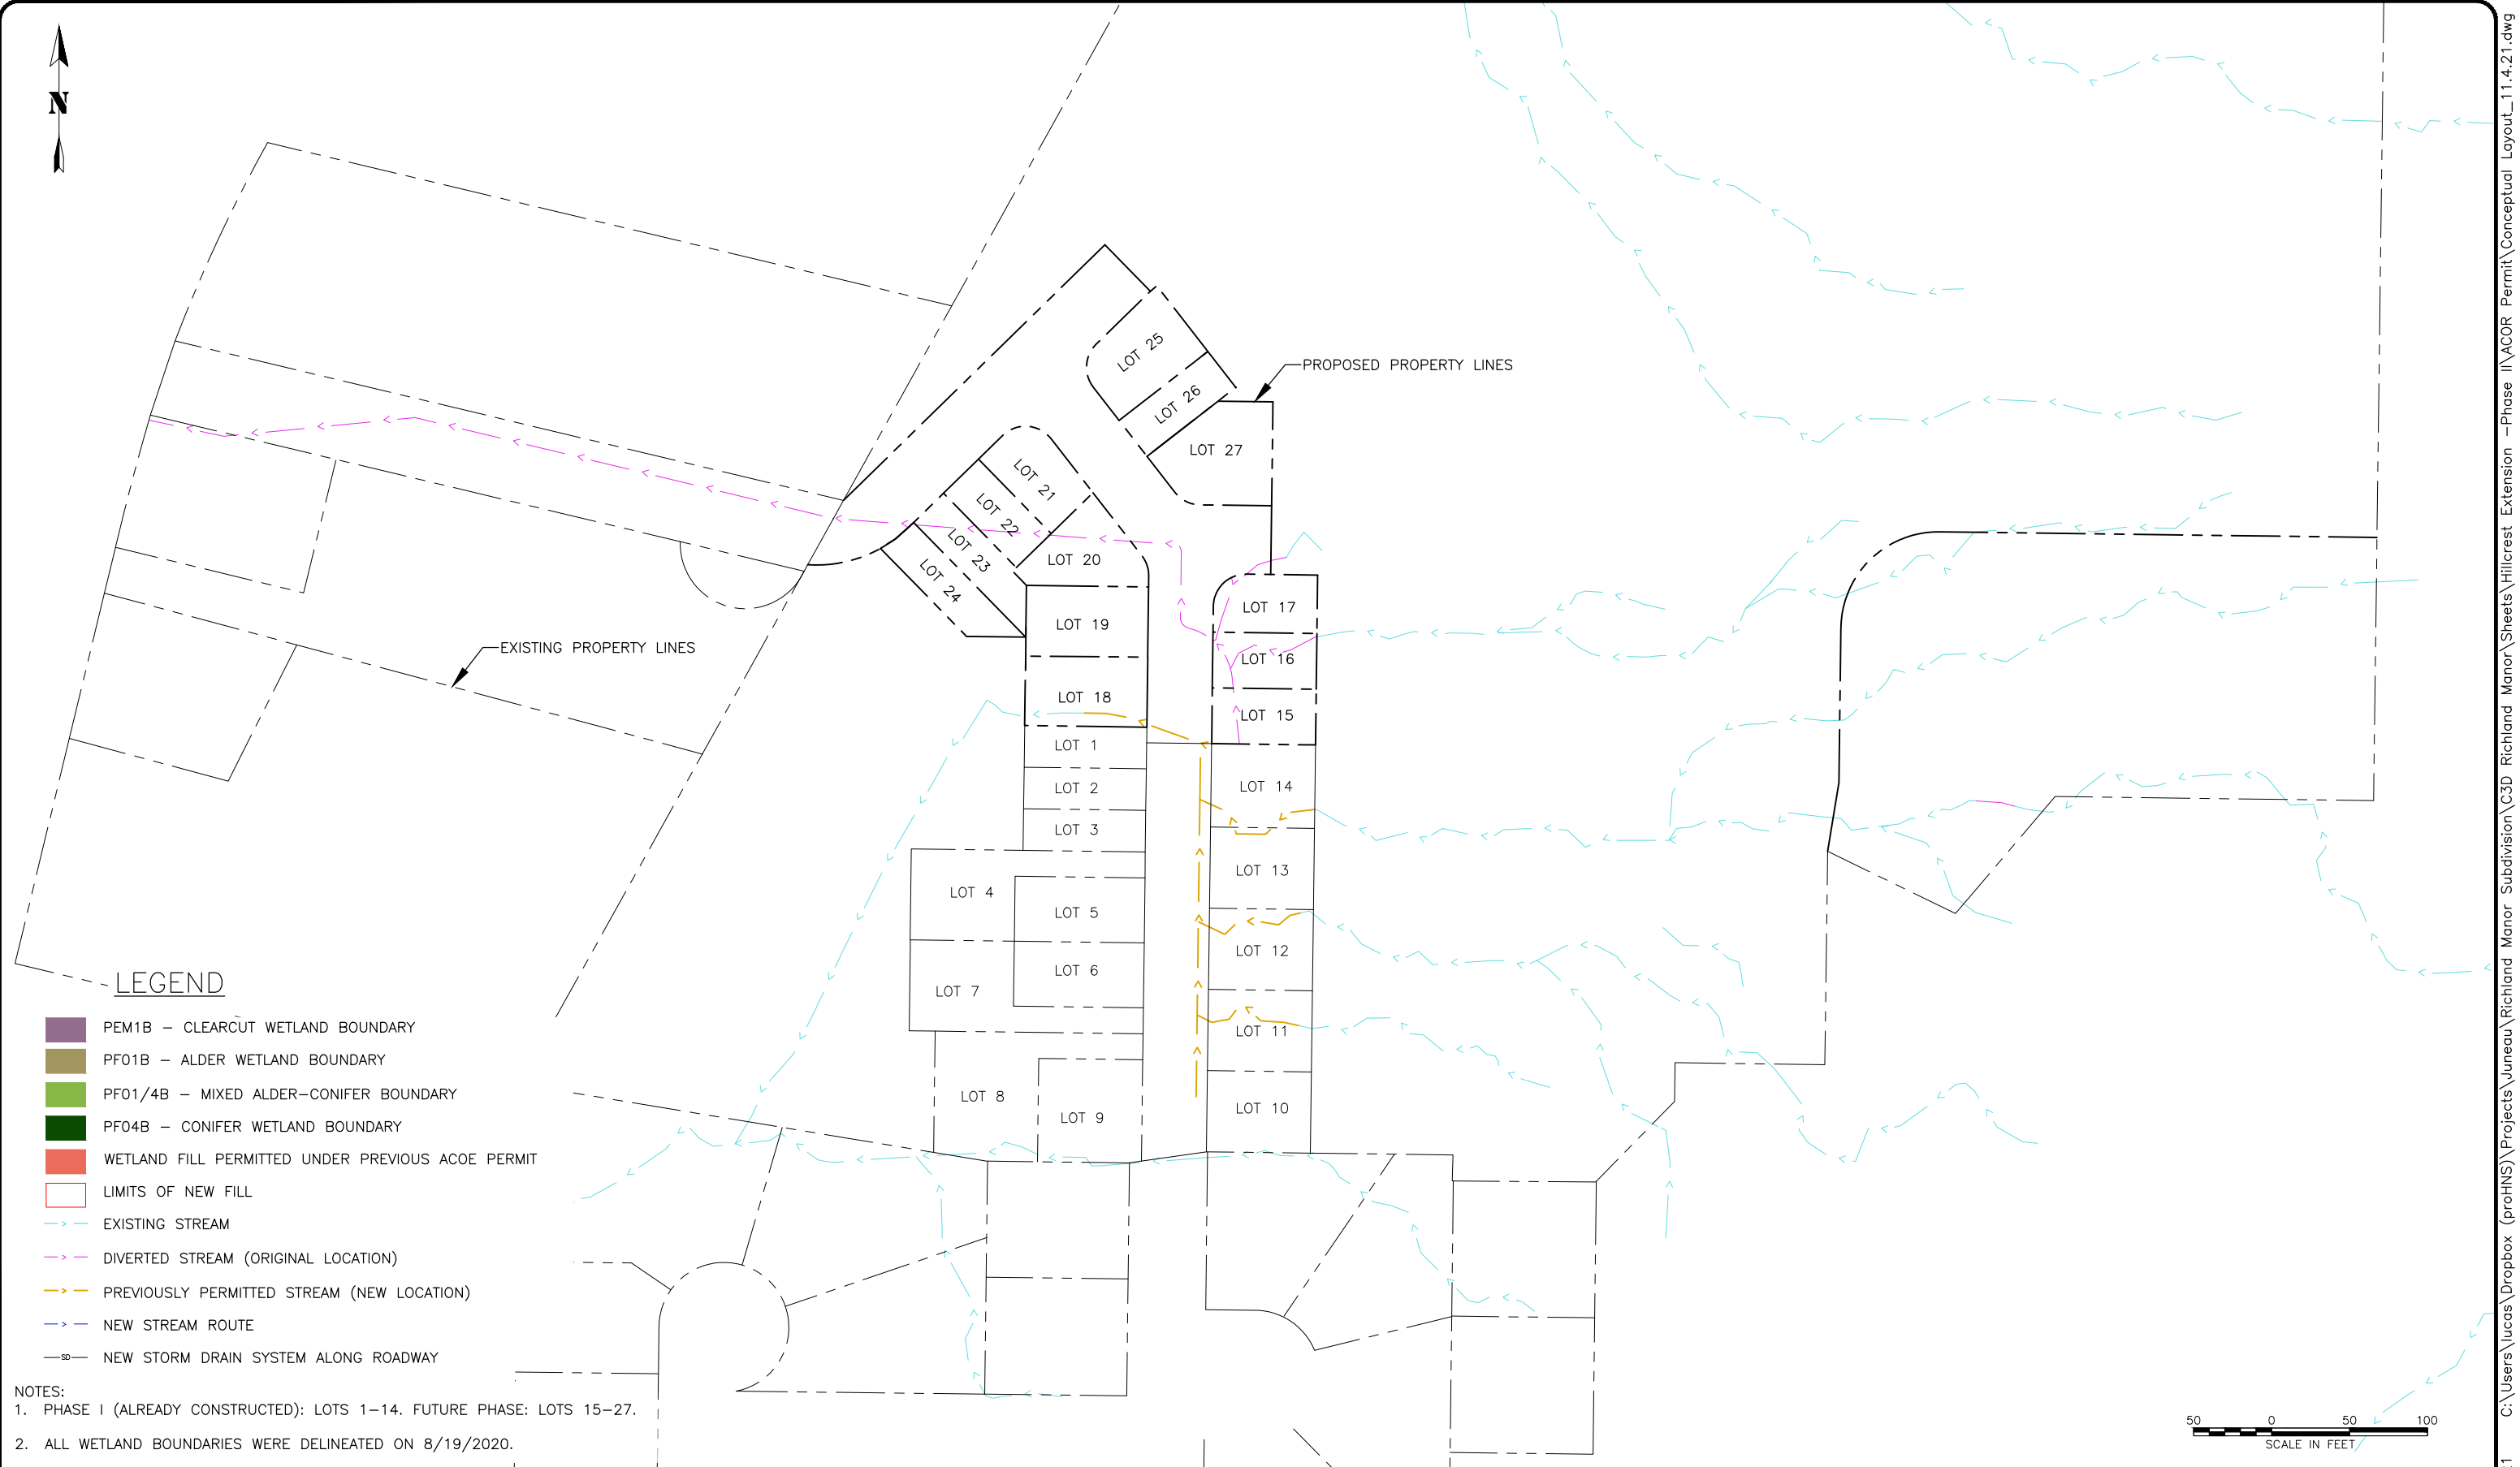 N
PROPOSED PROPERTY LINES
EXISTING PROPERTY LINES
LOT 25
LOT 26
LOT 27
LOT 21
LOT 22
LOT 23
LOT 24
LOT 20
LOT 19
LOT 18
LOT 17
LOT 16
LOT 15
LOT 1
LOT 2
LOT 3
LOT 4
LOT 5
LOT 6
LOT 7
LOT 8
LOT 9
LOT 14
LOT 13
LOT 12
LOT 11
LOT 10
LEGEND
PEM1B - CLEARCUT WETLAND BOUNDARY
PF01B - ALDER WETLAND BOUNDARY
PF01/4B - MIXED ALDER-CONIFER BOUNDARY
PF04B - CONIFER WETLAND BOUNDARY
WETLAND FILL PERMITTED UNDER PREVIOUS ACOE PERMIT
LIMITS OF NEW FILL
EXISTING STREAM
DIVERTED STREAM (ORIGINAL LOCATION)
PREVIOUSLY PERMITTED STREAM (NEW LOCATION)
NEW STREAM ROUTE
SD NEW STORM DRAIN SYSTEM ALONG ROADWAY
NOTES:
1. PHASE I (ALREADY CONSTRUCTED): LOTS 1-14. FUTURE PHASE: LOTS 15-27.
2. ALL WETLAND BOUNDARIES WERE DELINEATED ON 8/19/2020.
50 0 50 100
SCALE IN FEET
C:\Users\lucas\Dropbox (proHNS)\Projects\Juneau\Richland Manor Subdivision\C3D Richland Manor\Sheets\Hillcrest Extension -Phase II\ACOR Permit\Conceptual Layout_11.4.21.dwg